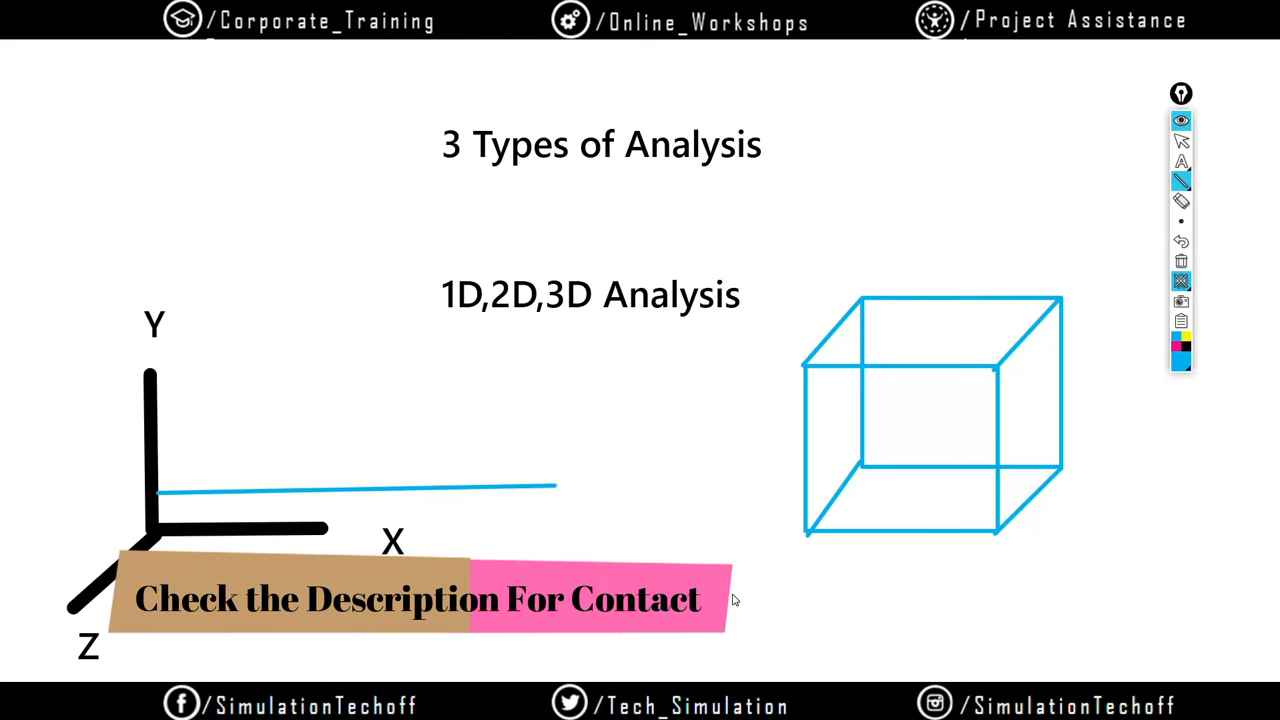 /Corporate_Training
/Online_Workshops
/Project Assistance
3 Types of Analysis
1D,2D,3D Analysis
Y
X
Z
Check the Description For Contact
A
/SimulationTechoff
/Tech_Simulation
/SimulationTechoff